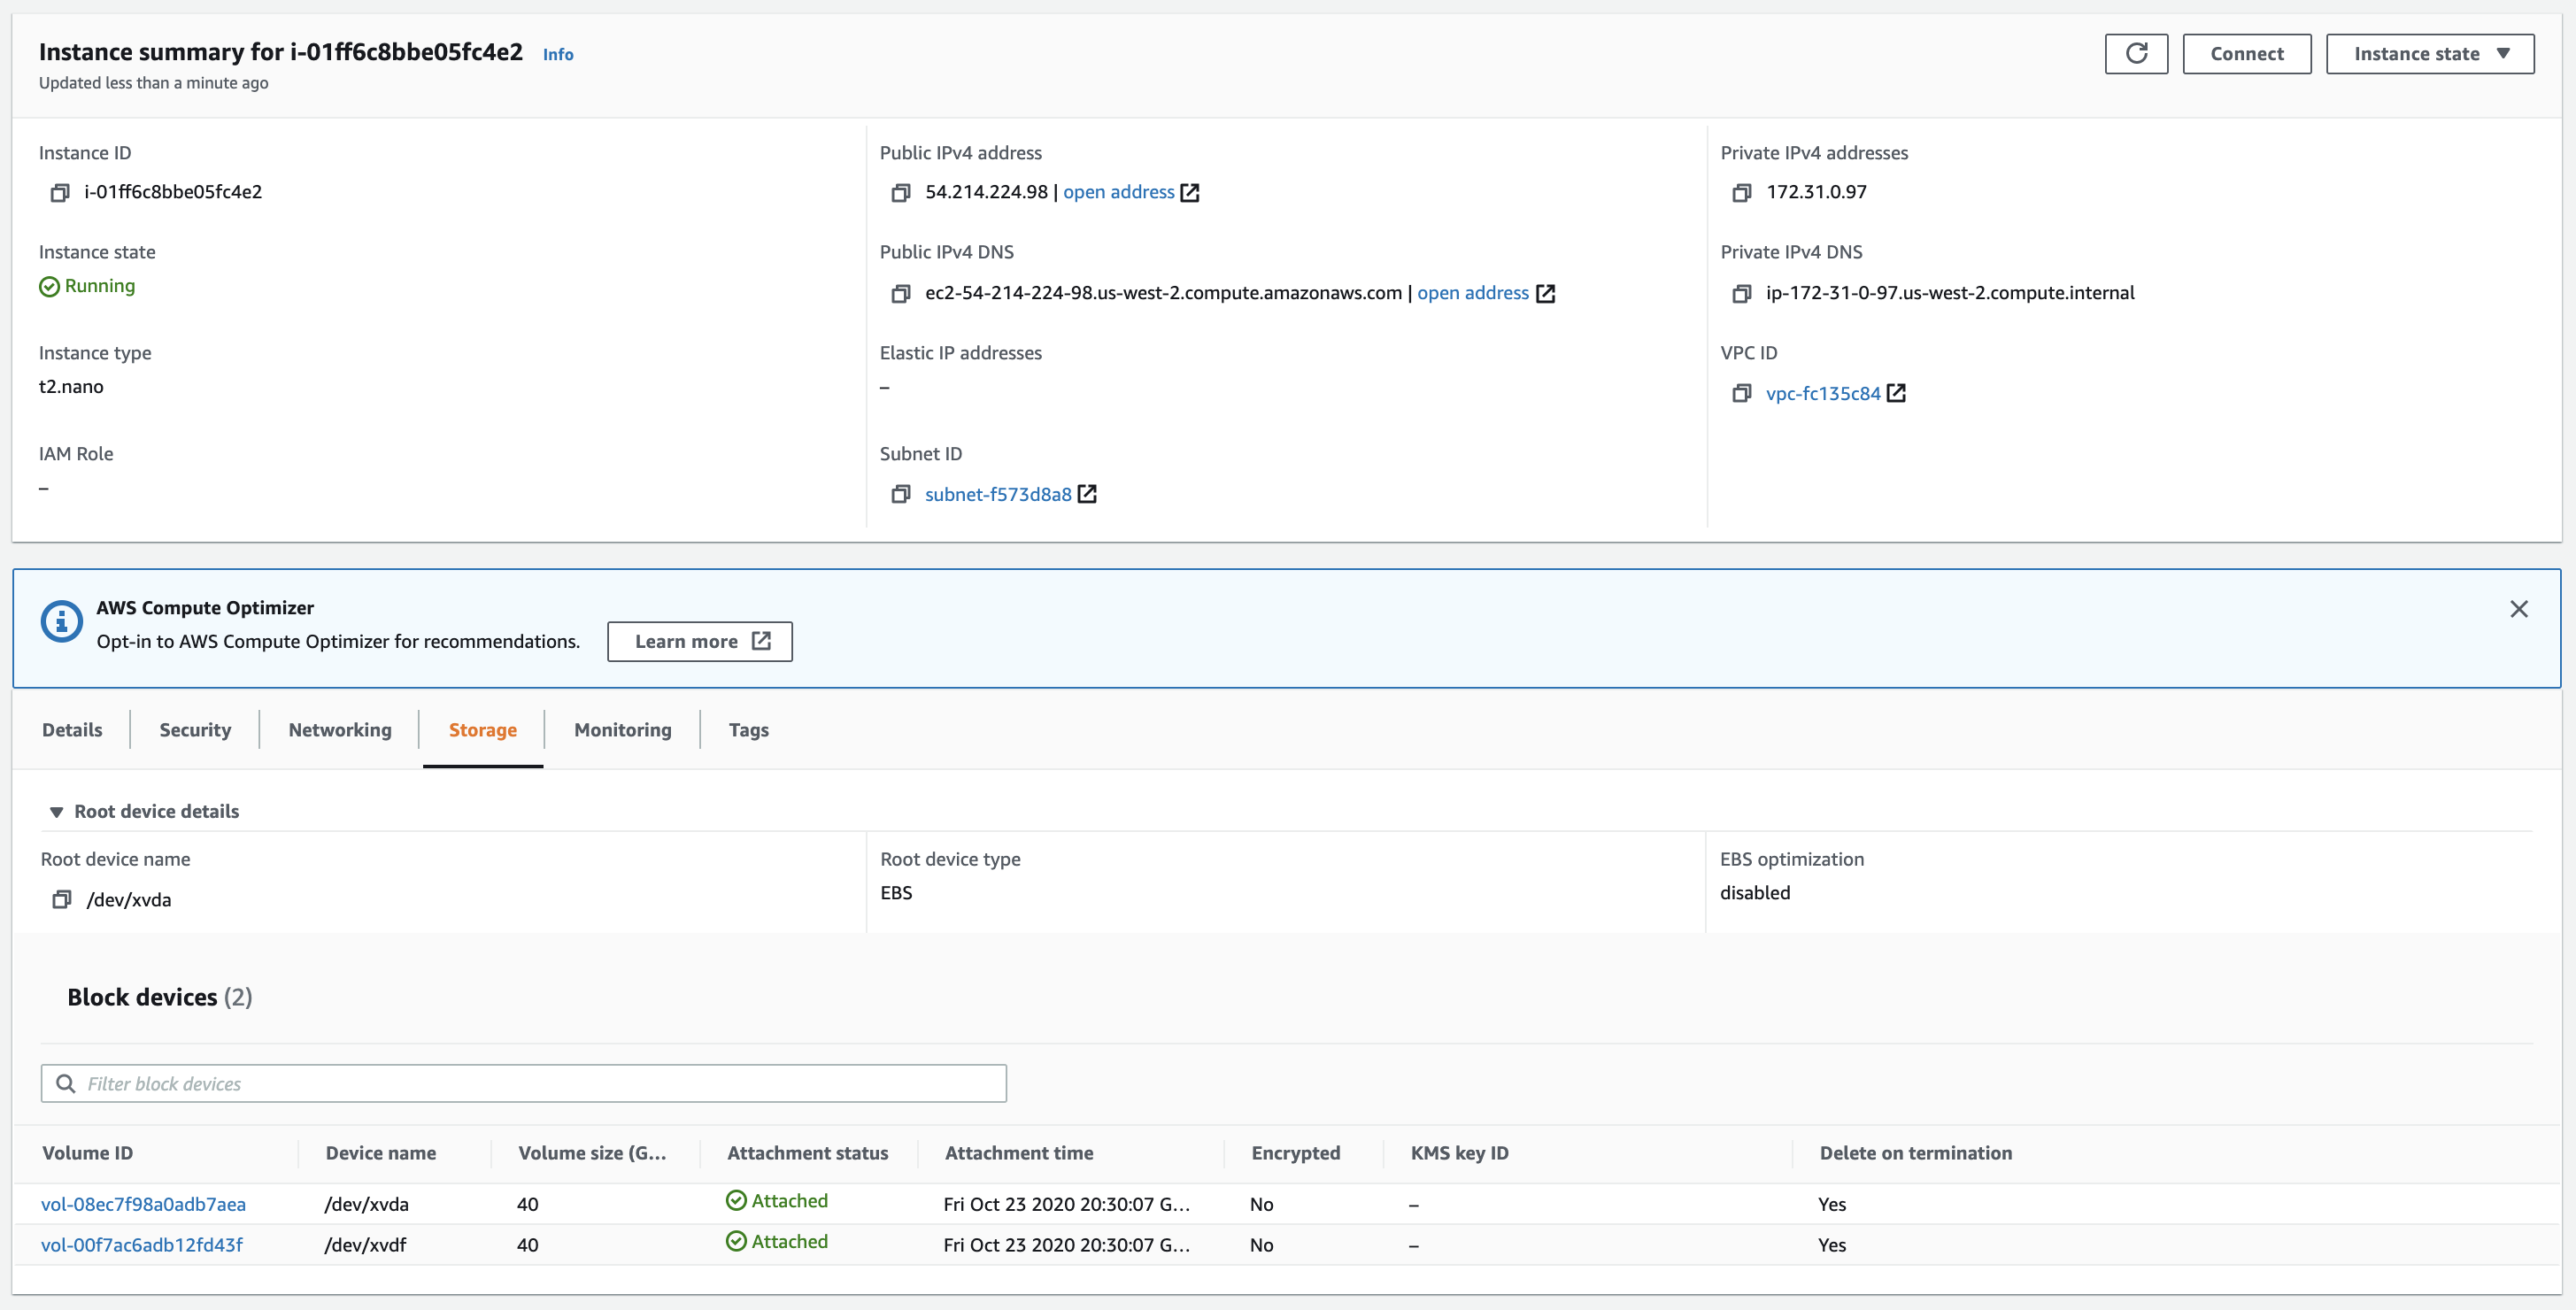 Instance summary for i-01ff6c8bbe05fc4e2 Info
Updated less than a minute ago
Connect
Instance state
Instance ID
i-01ff6c8bbe05fc4e2
Public IPv4 address
54.214.224.98 | open address
Private IPv4 addresses
172.31.0.97
Instance state
Running
Public IPv4 DNS
ec2-54-214-224-98.us-west-2.compute.amazonaws.com | open address
Private IPv4 DNS
ip-172-31-0-97.us-west-2.compute.internal
Instance type
t2.nano
Elastic IP addresses
–
VPC ID
vpc-fc135c84
IAM Role
–
Subnet ID
subnet-f573d8a8
AWS Compute Optimizer
Opt-in to AWS Compute Optimizer for recommendations. Learn more
Details Security Networking Storage Monitoring Tags
Root device details
Root device name
/dev/xvda
Root device type
EBS
EBS optimization
disabled
Block devices (2)
Filter block devices
Volume ID Device name Volume size (G... Attachment status Attachment time Encrypted KMS key ID Delete on termination
vol-08ec7f98a0adb7aea /dev/xvda 40 Attached Fri Oct 23 2020 20:30:07 G... No – Yes
vol-00f7ac6adb12fd43f /dev/xvdf 40 Attached Fri Oct 23 2020 20:30:07 G... No – Yes